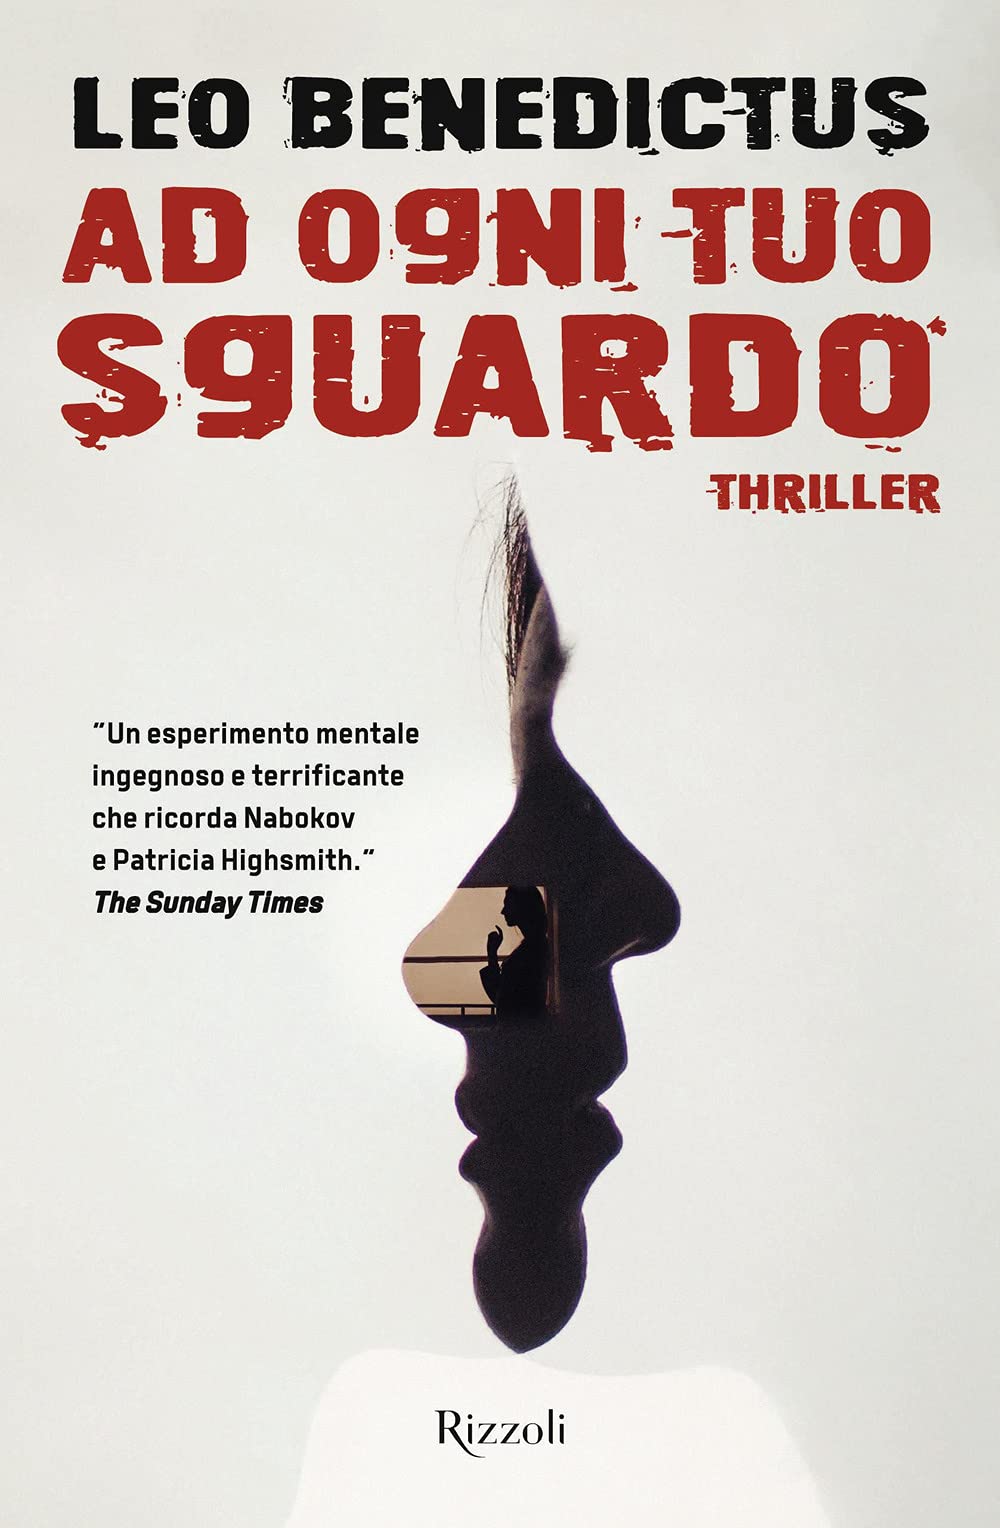 LEO BENEDICTUS
AD OGNI TUO
SGUARDO
THRILLER
"Un esperimento mentale
ingegnoso e terrificante
che ricorda Nabokov
e Patricia Highsmith."
The Sunday Times
Rizzoli